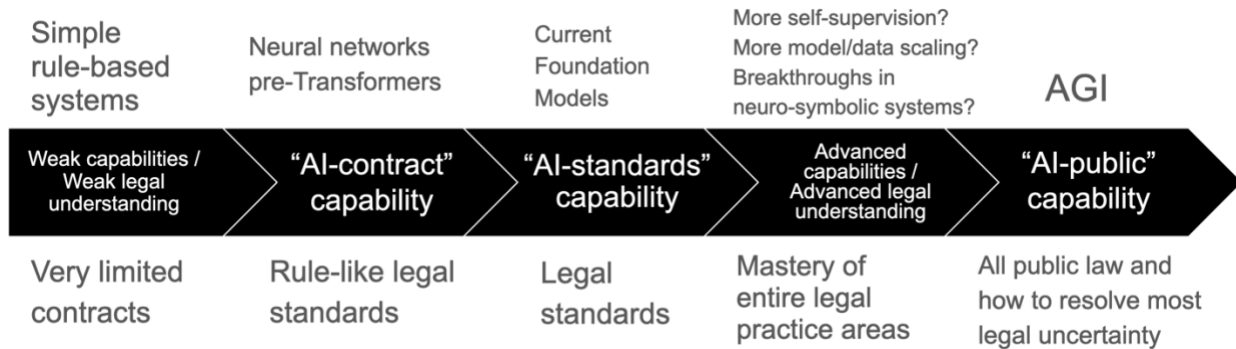 Simple
rule-based
systems
Neural networks
pre-Transformers
Current
Foundation
Models
More self-supervision?
More model/data scaling?
Breakthroughs in
neuro-symbolic systems?
AGI
Weak capabilities /
Weak legal
understanding
“AI-contract”
capability
“AI-standards”
capability
Advanced
capabilities /
Advanced legal
understanding
“AI-public”
capability
Very limited
contracts
Rule-like legal
standards
Legal
standards
Mastery of
entire legal
practice areas
All public law and
how to resolve most
legal uncertainty